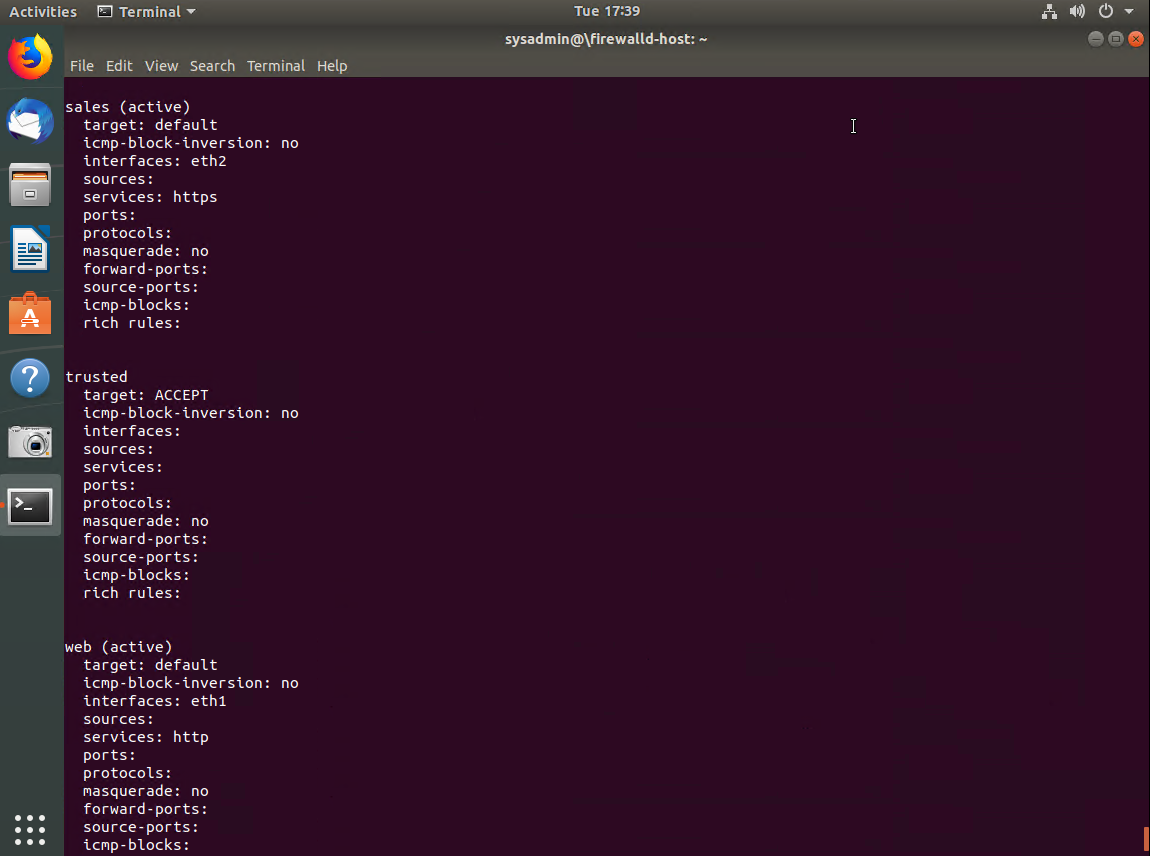 Activities Terminal Tue 17:39
sysadmin@\firewalld-host: ~
File Edit View Search Terminal Help
sales (active)
target: default
icmp-block-inversion: no
interfaces: eth2
sources:
services: https
ports:
protocols:
masquerade: no
forward-ports:
source-ports:
icmp-blocks:
rich rules:
trusted
target: ACCEPT
icmp-block-inversion: no
interfaces:
sources:
services:
ports:
protocols:
masquerade: no
forward-ports:
source-ports:
icmp-blocks:
rich rules:
web (active)
target: default
icmp-block-inversion: no
interfaces: eth1
sources:
services: http
ports:
protocols:
masquerade: no
forward-ports:
source-ports:
icmp-blocks: